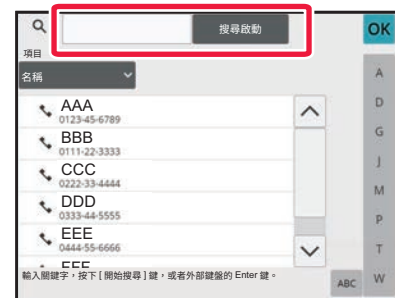 搜尋啟動
OK
項目
名稱
AAA
0123-45-6789
BBB
0111-22-3333
CCC
0222-33-4444
DDD
0333-44-5555
EEE
0444-55-6666
FFF
輸入關鍵字，按下 [ 開始搜尋 ] 鍵，或者外部鍵盤的 Enter 鍵。
ABC
A
D
G
J
M
P
T
W